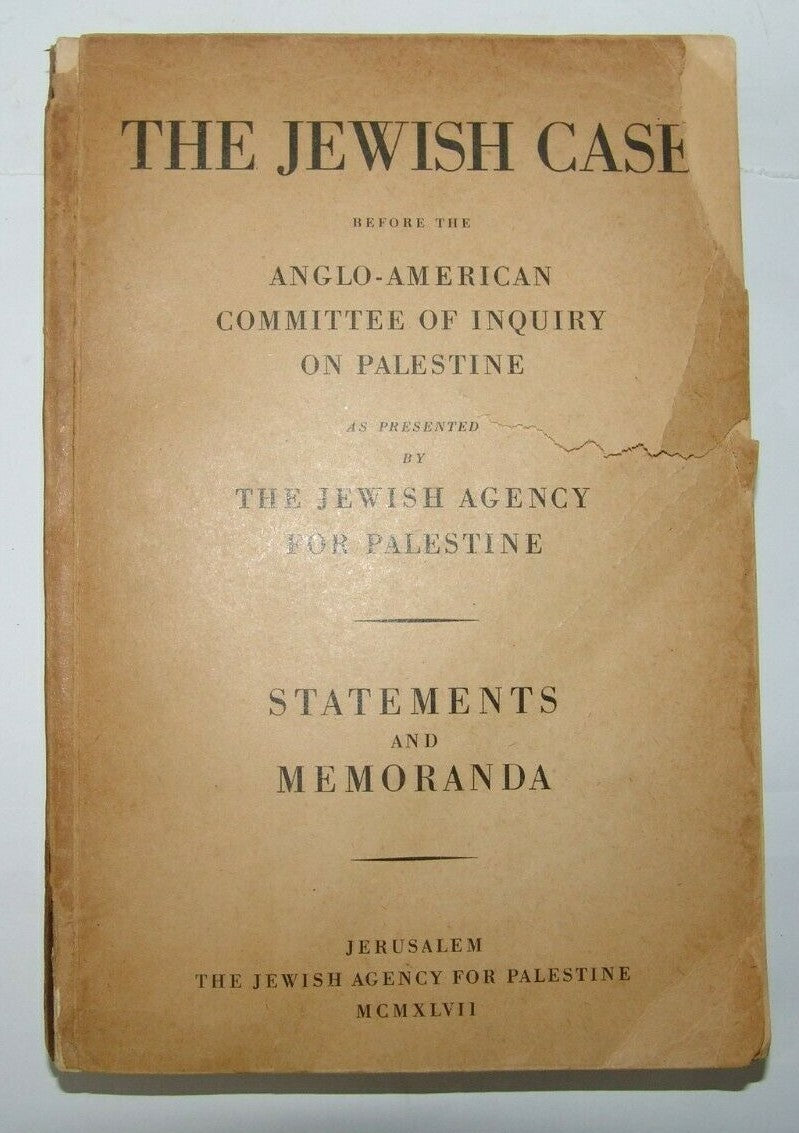 THE JEWISH CASE
BEFORE THE
ANGLO-AMERICAN
COMMITTEE OF INQUIRY
ON PALESTINE
AS PRESENTED
BY
THE JEWISH AGENCY
FOR PALESTINE
STATEMENTS
AND
MEMORANDA
JERUSALEM
THE JEWISH AGENCY FOR PALESTINE
MCMXLVII